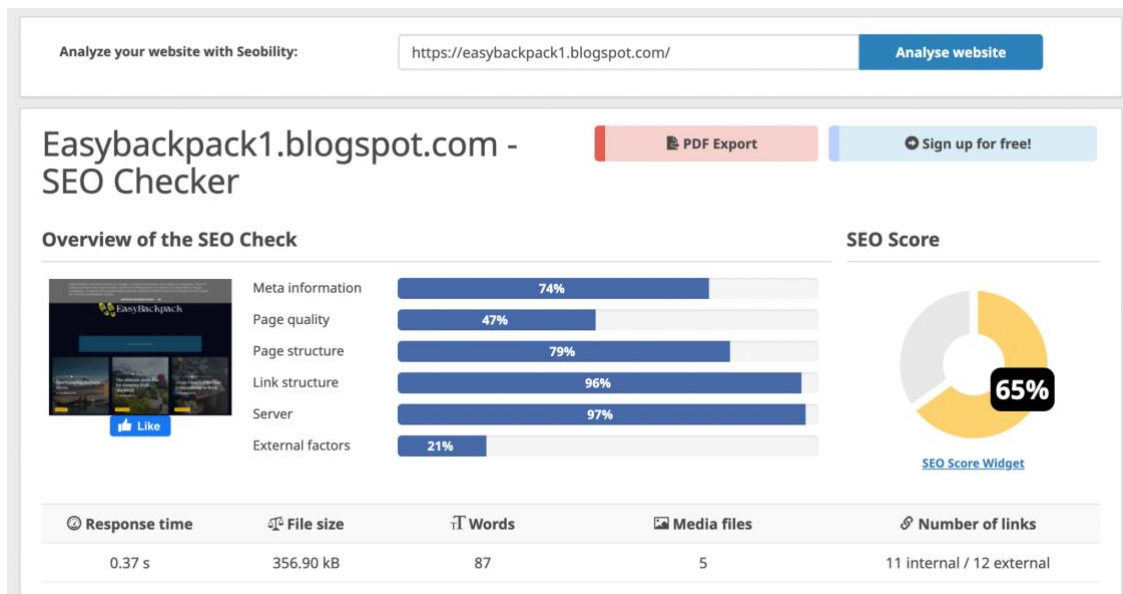 Analyze your website with Seobility:
https://easybackpack1.blogspot.com/
Analyse website
Easybackpack1.blogspot.com -
SEO Checker
PDF Export
Sign up for free!
Overview of the SEO Check
SEO Score
EasyBackpack
Like
Meta information
74%
Page quality
47%
Page structure
79%
Link structure
96%
Server
97%
External factors
21%
65%
SEO Score Widget
Response time
File size
Words
Media files
Number of links
0.37 s
356.90 kB
87
5
11 internal / 12 external